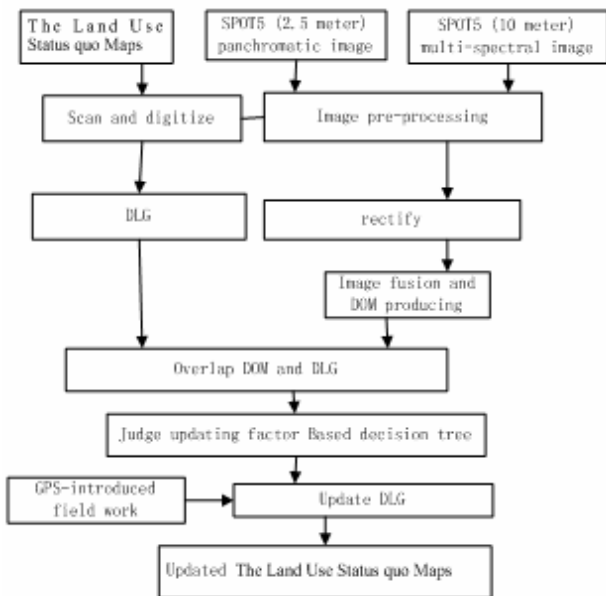 The Land Use
Status quo Maps
SPOT5 (2.5 meter)
panchromatic image
SPOT5 (10 meter)
multi-spectral image
Scan and digitize
Image pre-processing
DLG
rectify
Image fusion and
DOM producing
Overlap DOM and DLG
Judge updating factor Based decision tree
GPS-introduced
field work
Update DLG
Updated The Land Use Status quo Maps